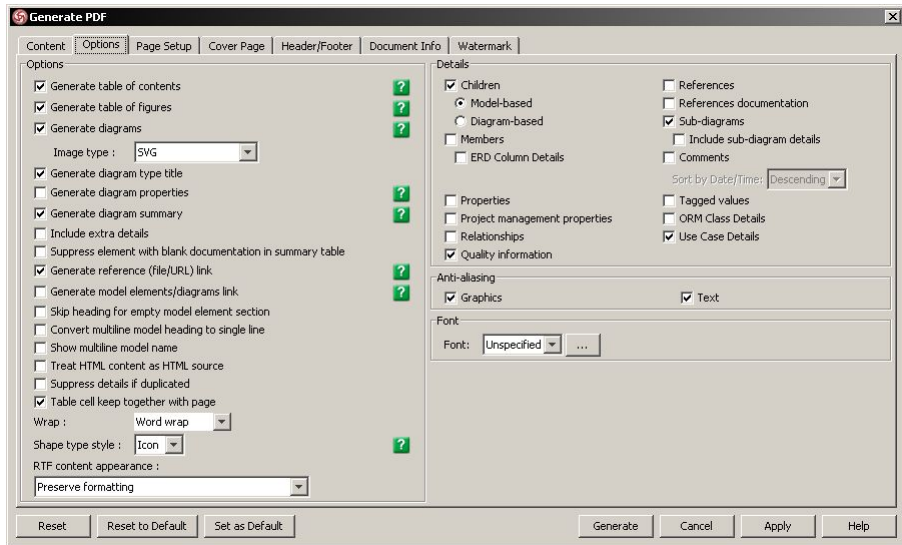 Generate PDF
Content Options Page Setup Cover Page Header/Footer Document Info Watermark
Options
Generate table of contents ?
Generate table of figures ?
Generate diagrams ?
Image type : SVG
Generate diagram type title
Generate diagram properties ?
Generate diagram summary ?
Include extra details
Suppress element with blank documentation in summary table
Generate reference (file/URL) link ?
Generate model elements/diagrams link ?
Skip heading for empty model element section
Convert multiline model heading to single line
Show multiline model name
Treat HTML content as HTML source
Suppress details if duplicated
Table cell keep together with page
Wrap : Word wrap
Shape type style : Icon ?
RTF content appearance :
Preserve formatting
Details
Children
Model-based
Diagram-based
Members
ERD Column Details
Properties
Project management properties
Relationships
Quality information
References
References documentation
Sub-diagrams
Include sub-diagram details
Comments
Sort by Date/Time: Descending
Tagged values
ORM Class Details
Use Case Details
Anti-aliasing
Graphics Text
Font
Font: Unspecified ...
Reset Reset to Default Set as Default Generate Cancel Apply Help